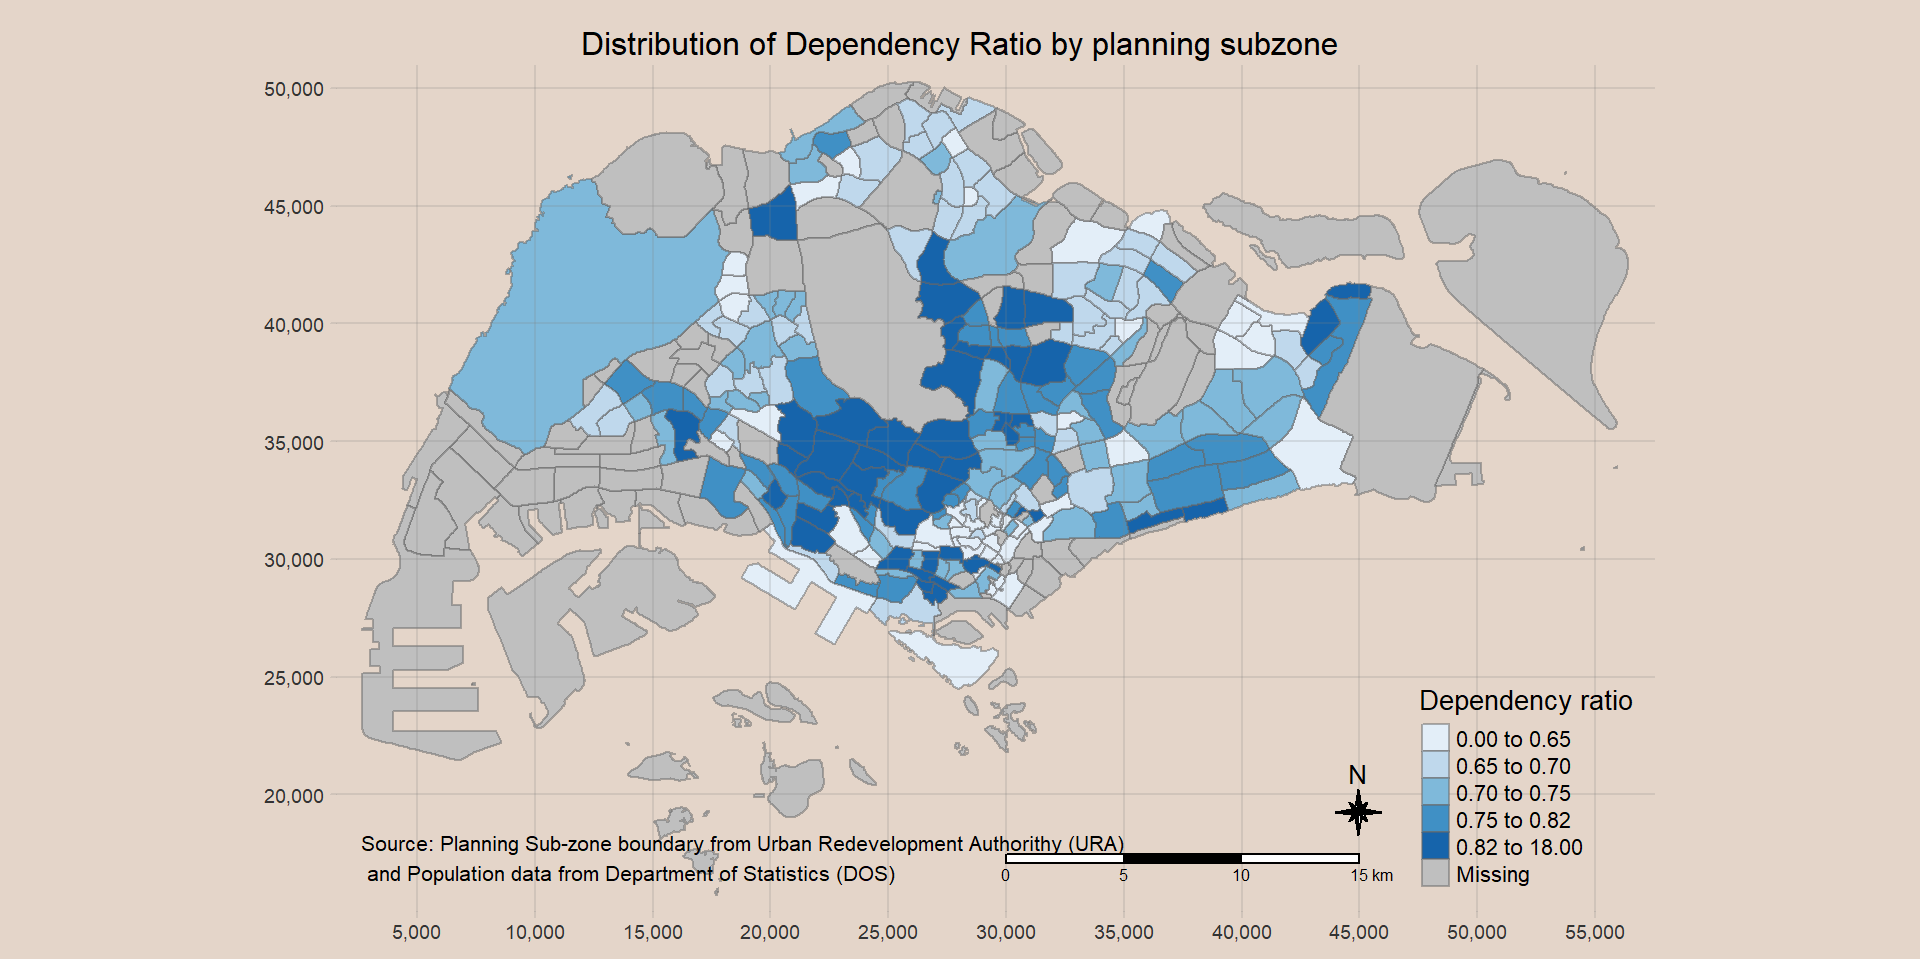 Distribution of Dependency Ratio by planning subzone
50,000
45,000
40,000
35,000
30,000
25,000
20,000
Dependency ratio
0.00 to 0.65
0.65 to 0.70
0.70 to 0.75
0.75 to 0.82
0.82 to 18.00
Missing
N
Source: Planning Sub-zone boundary from Urban Redevelopment Authorithy (URA)
and Population data from Department of Statistics (DOS)
0 5 10 15 km
5,000 10,000 15,000 20,000 25,000 30,000 35,000 40,000 45,000 50,000 55,000